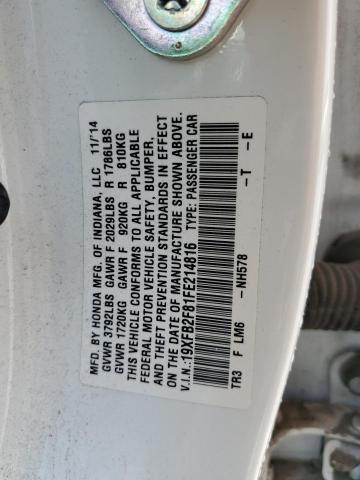 MFD. BY HONDA MFG. OF INDIANA, LLC 11/'14
GVWR 3792LBS GAWR F 2029LBS R 1786LBS
GVWR 1720KG GAWR F 920KG R 810KG
THIS VEHICLE CONFORMS TO ALL APPLICABLE
FEDERAL MOTOR VEHICLE SAFETY, BUMPER,
AND THEFT PREVENTION STANDARDS IN EFFECT
ON THE DATE OF MANUFACTURE SHOWN ABOVE.
V.I.N.: 19XFB2F81FE214816 TYPE: PASSENGER CAR
TR3 F LM6 -NH578 -T -E